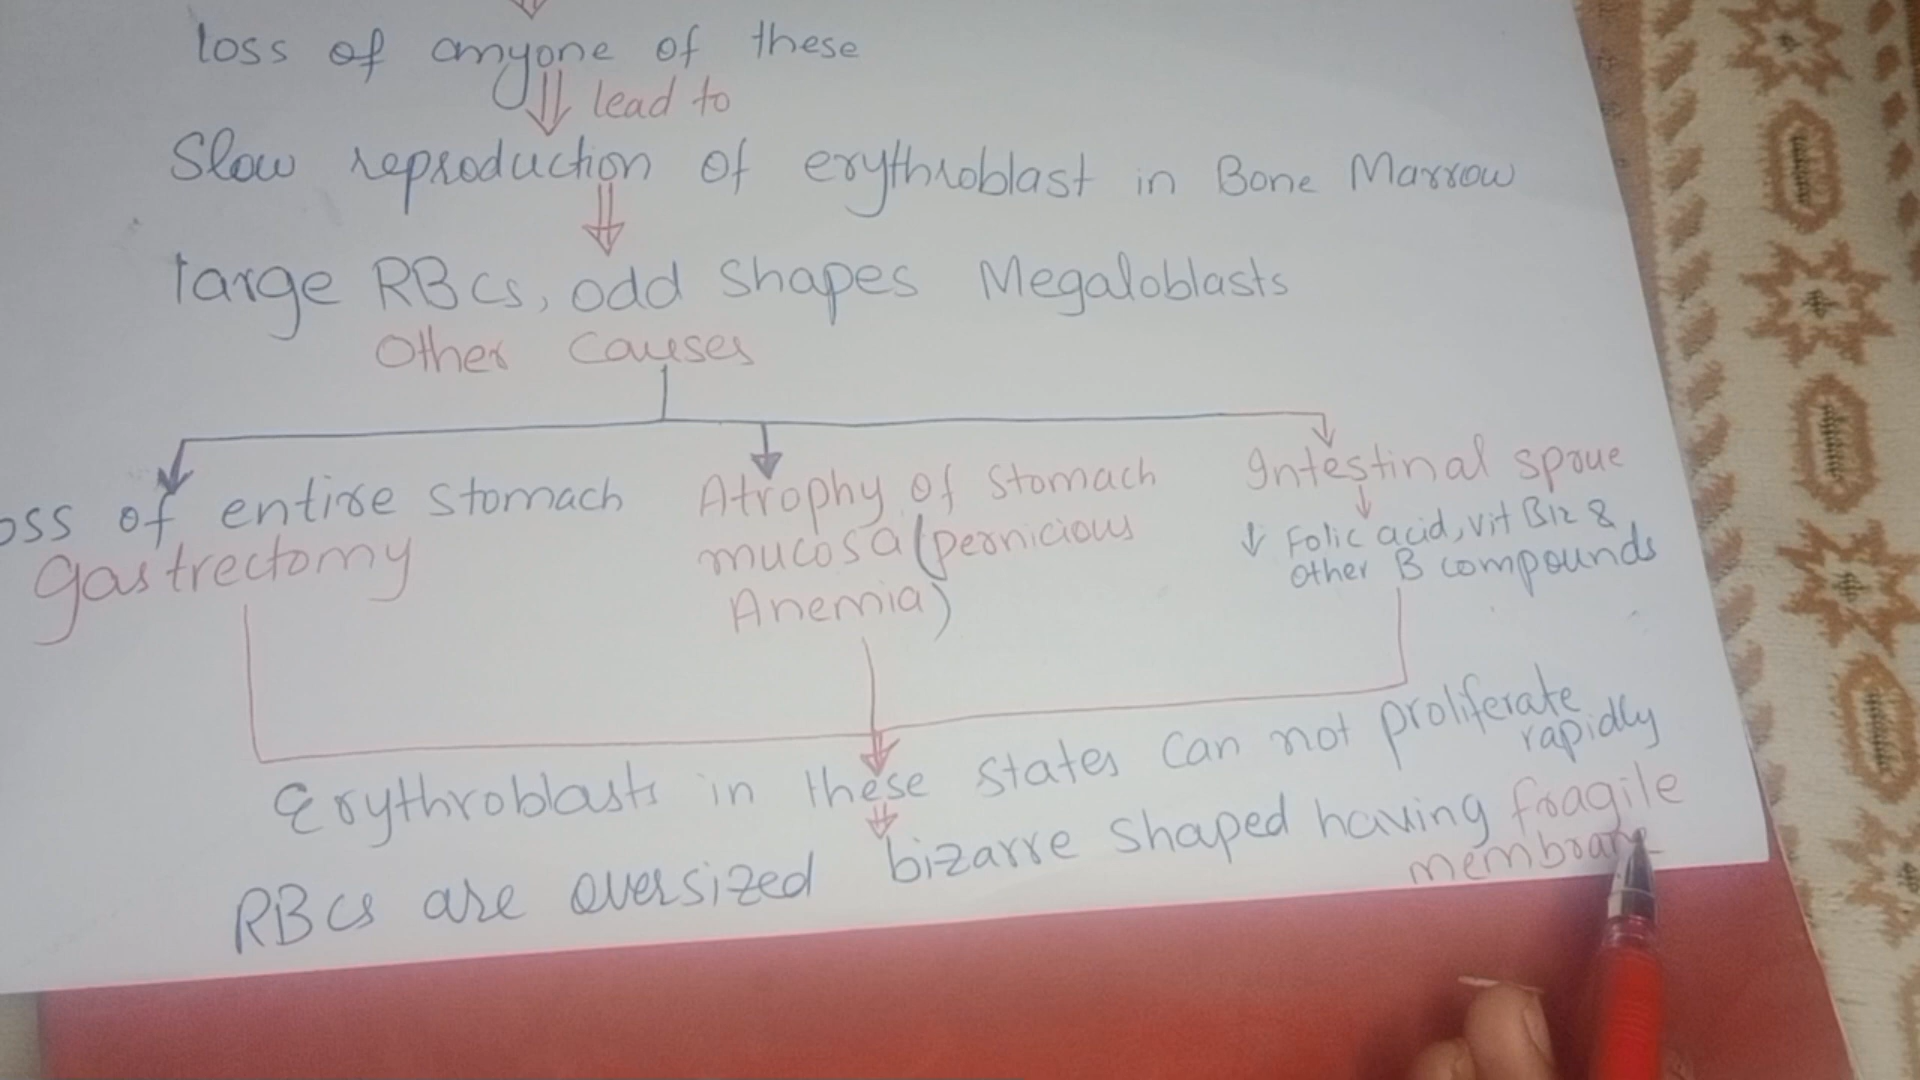 loss of anyone of these
lead to
Slow reproduction of erythroblast in Bone Marrow
large RBCs, odd shapes Megaloblasts
Other causes
oss of entire stomach
gastrectomy
Atrophy of stomach
mucosa (pernicious
Anemia)
Intestinal sprue
↓ Folic acid, vit B12 &
other B compounds
Erythroblasts in these states can not proliferate
rapidly
RBCs are oversized bizarre shaped having fragile
membrane